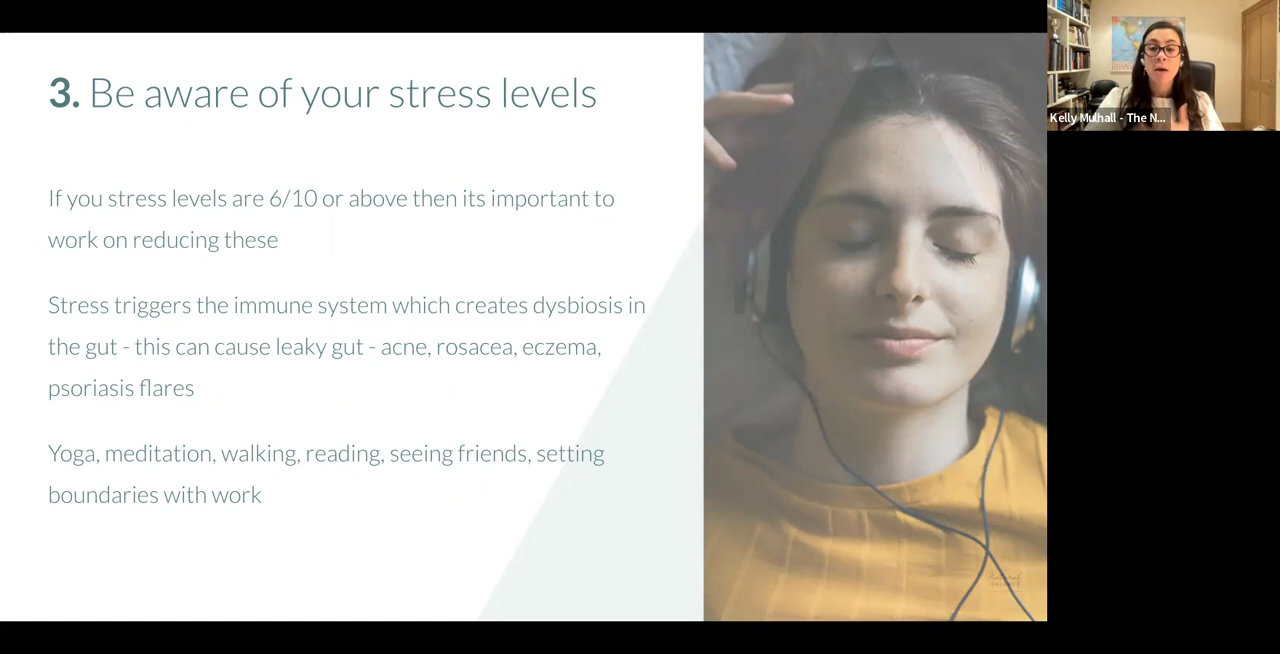 3. Be aware of your stress levels
If you stress levels are 6/10 or above then its important to
work on reducing these
Stress triggers the immune system which creates dysbiosis in
the gut - this can cause leaky gut - acne, rosacea, eczema,
psoriasis flares
Yoga, meditation, walking, reading, seeing friends, setting
boundaries with work
Kelly Mulhall - The N...